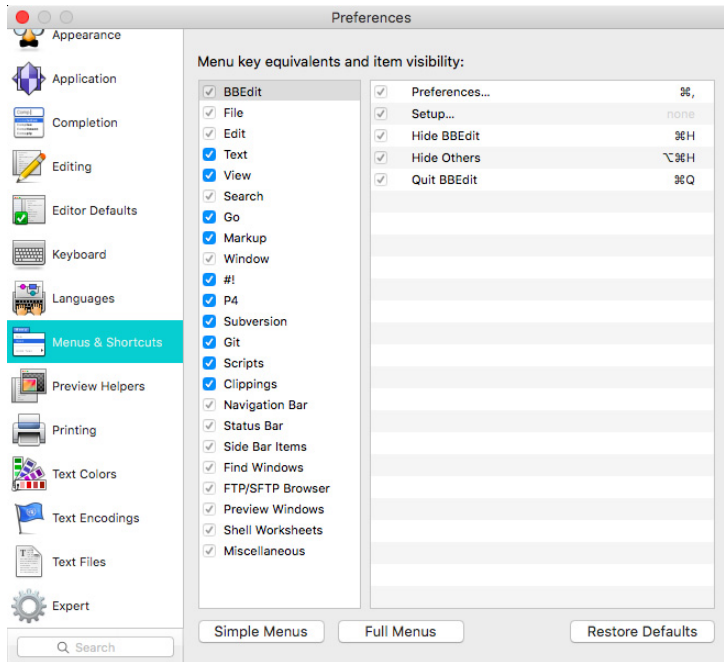 Preferences
Appearance
Application
Completion
Editing
Editor Defaults
Keyboard
Languages
Menus & Shortcuts
Preview Helpers
Printing
Text Colors
Text Encodings
Text Files
Expert
Search
Menu key equivalents and item visibility:
BBEdit
File
Edit
Text
View
Search
Go
Markup
Window
#!
P4
Subversion
Git
Scripts
Clippings
Navigation Bar
Status Bar
Side Bar Items
Find Windows
FTP/SFTP Browser
Preview Windows
Shell Worksheets
Miscellaneous
Preferences... ⌘,
Setup... none
Hide BBEdit ⌘H
Hide Others ⌥⌘H
Quit BBEdit ⌘Q
Simple Menus
Full Menus
Restore Defaults